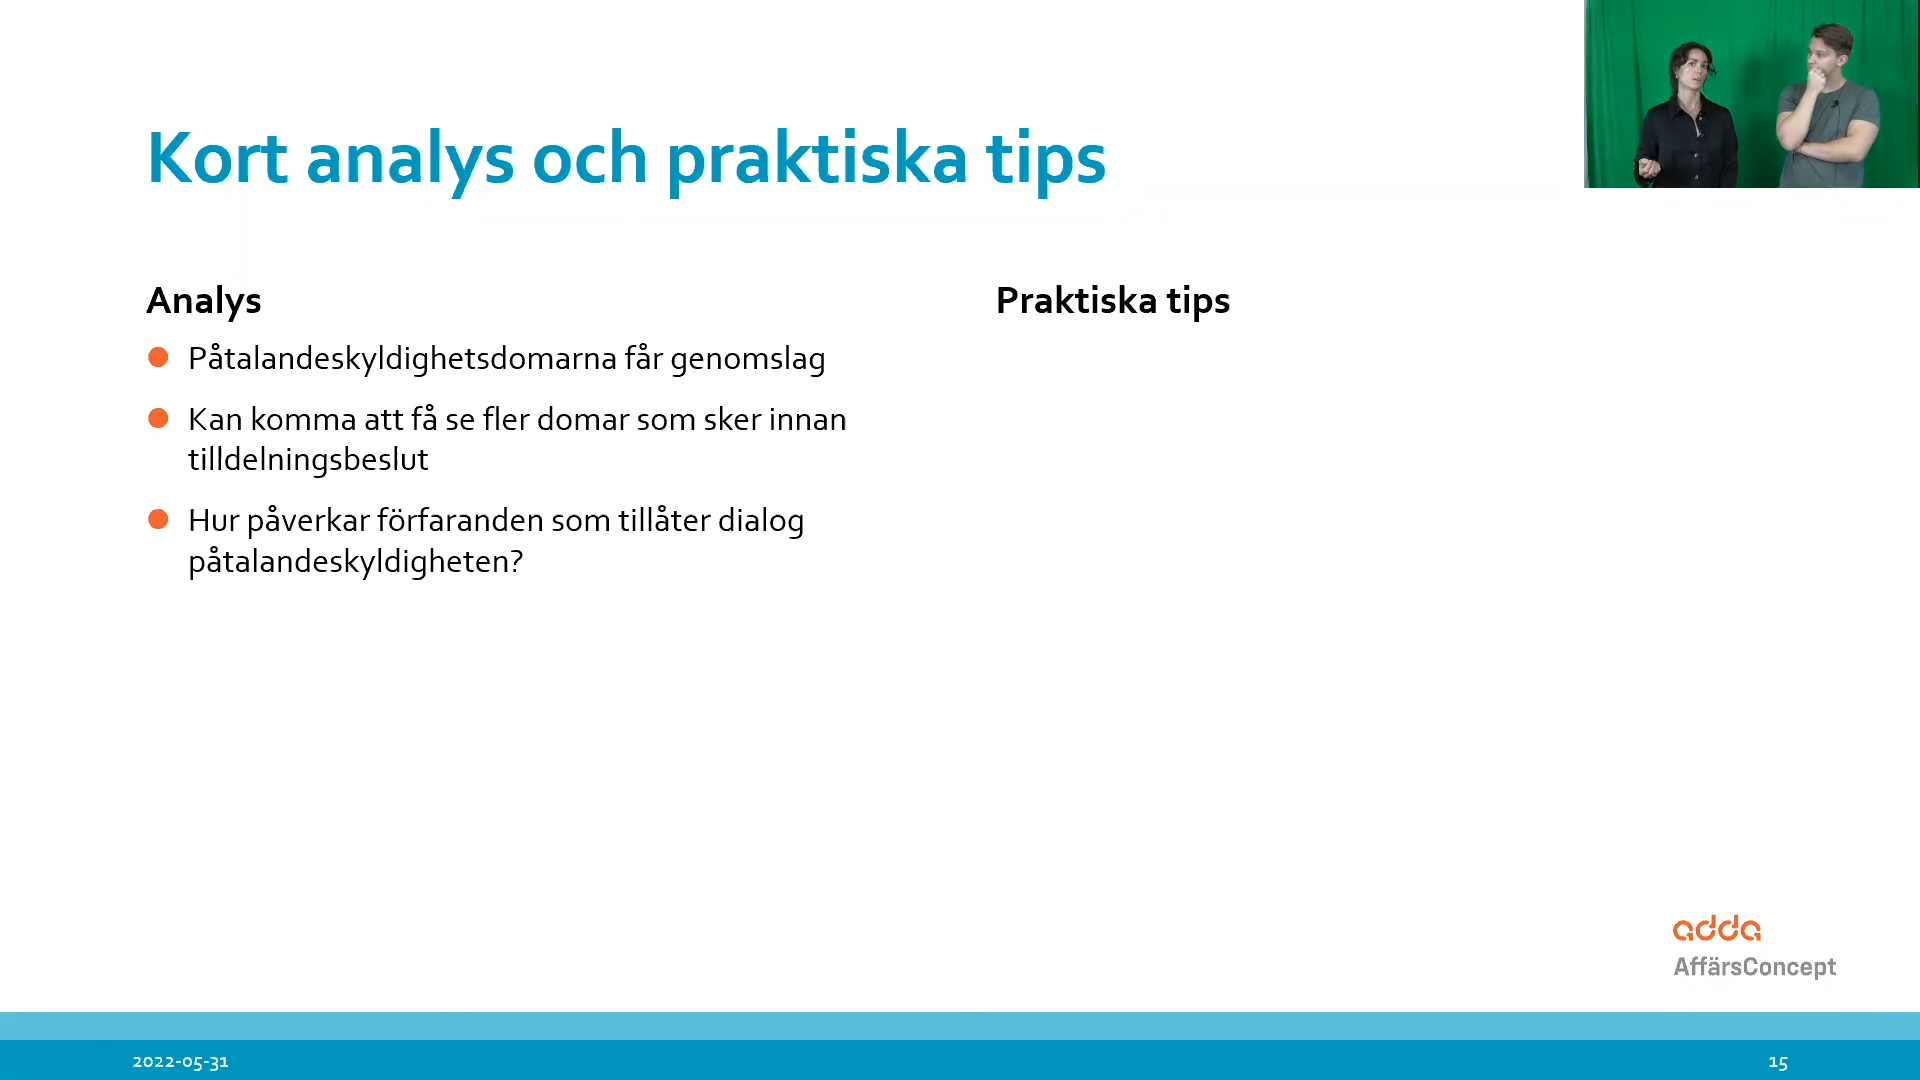 Kort analys och praktiska tips
Analys
Påtalandeskyldighetsdomarna får genomslag
Kan komma att få se fler domar som sker innan
tilldelningsbeslut
Hur påverkar förfaranden som tillåter dialog
påtalandeskyldigheten?
Praktiska tips
adda
AffärsConcept
2022-05-31
15